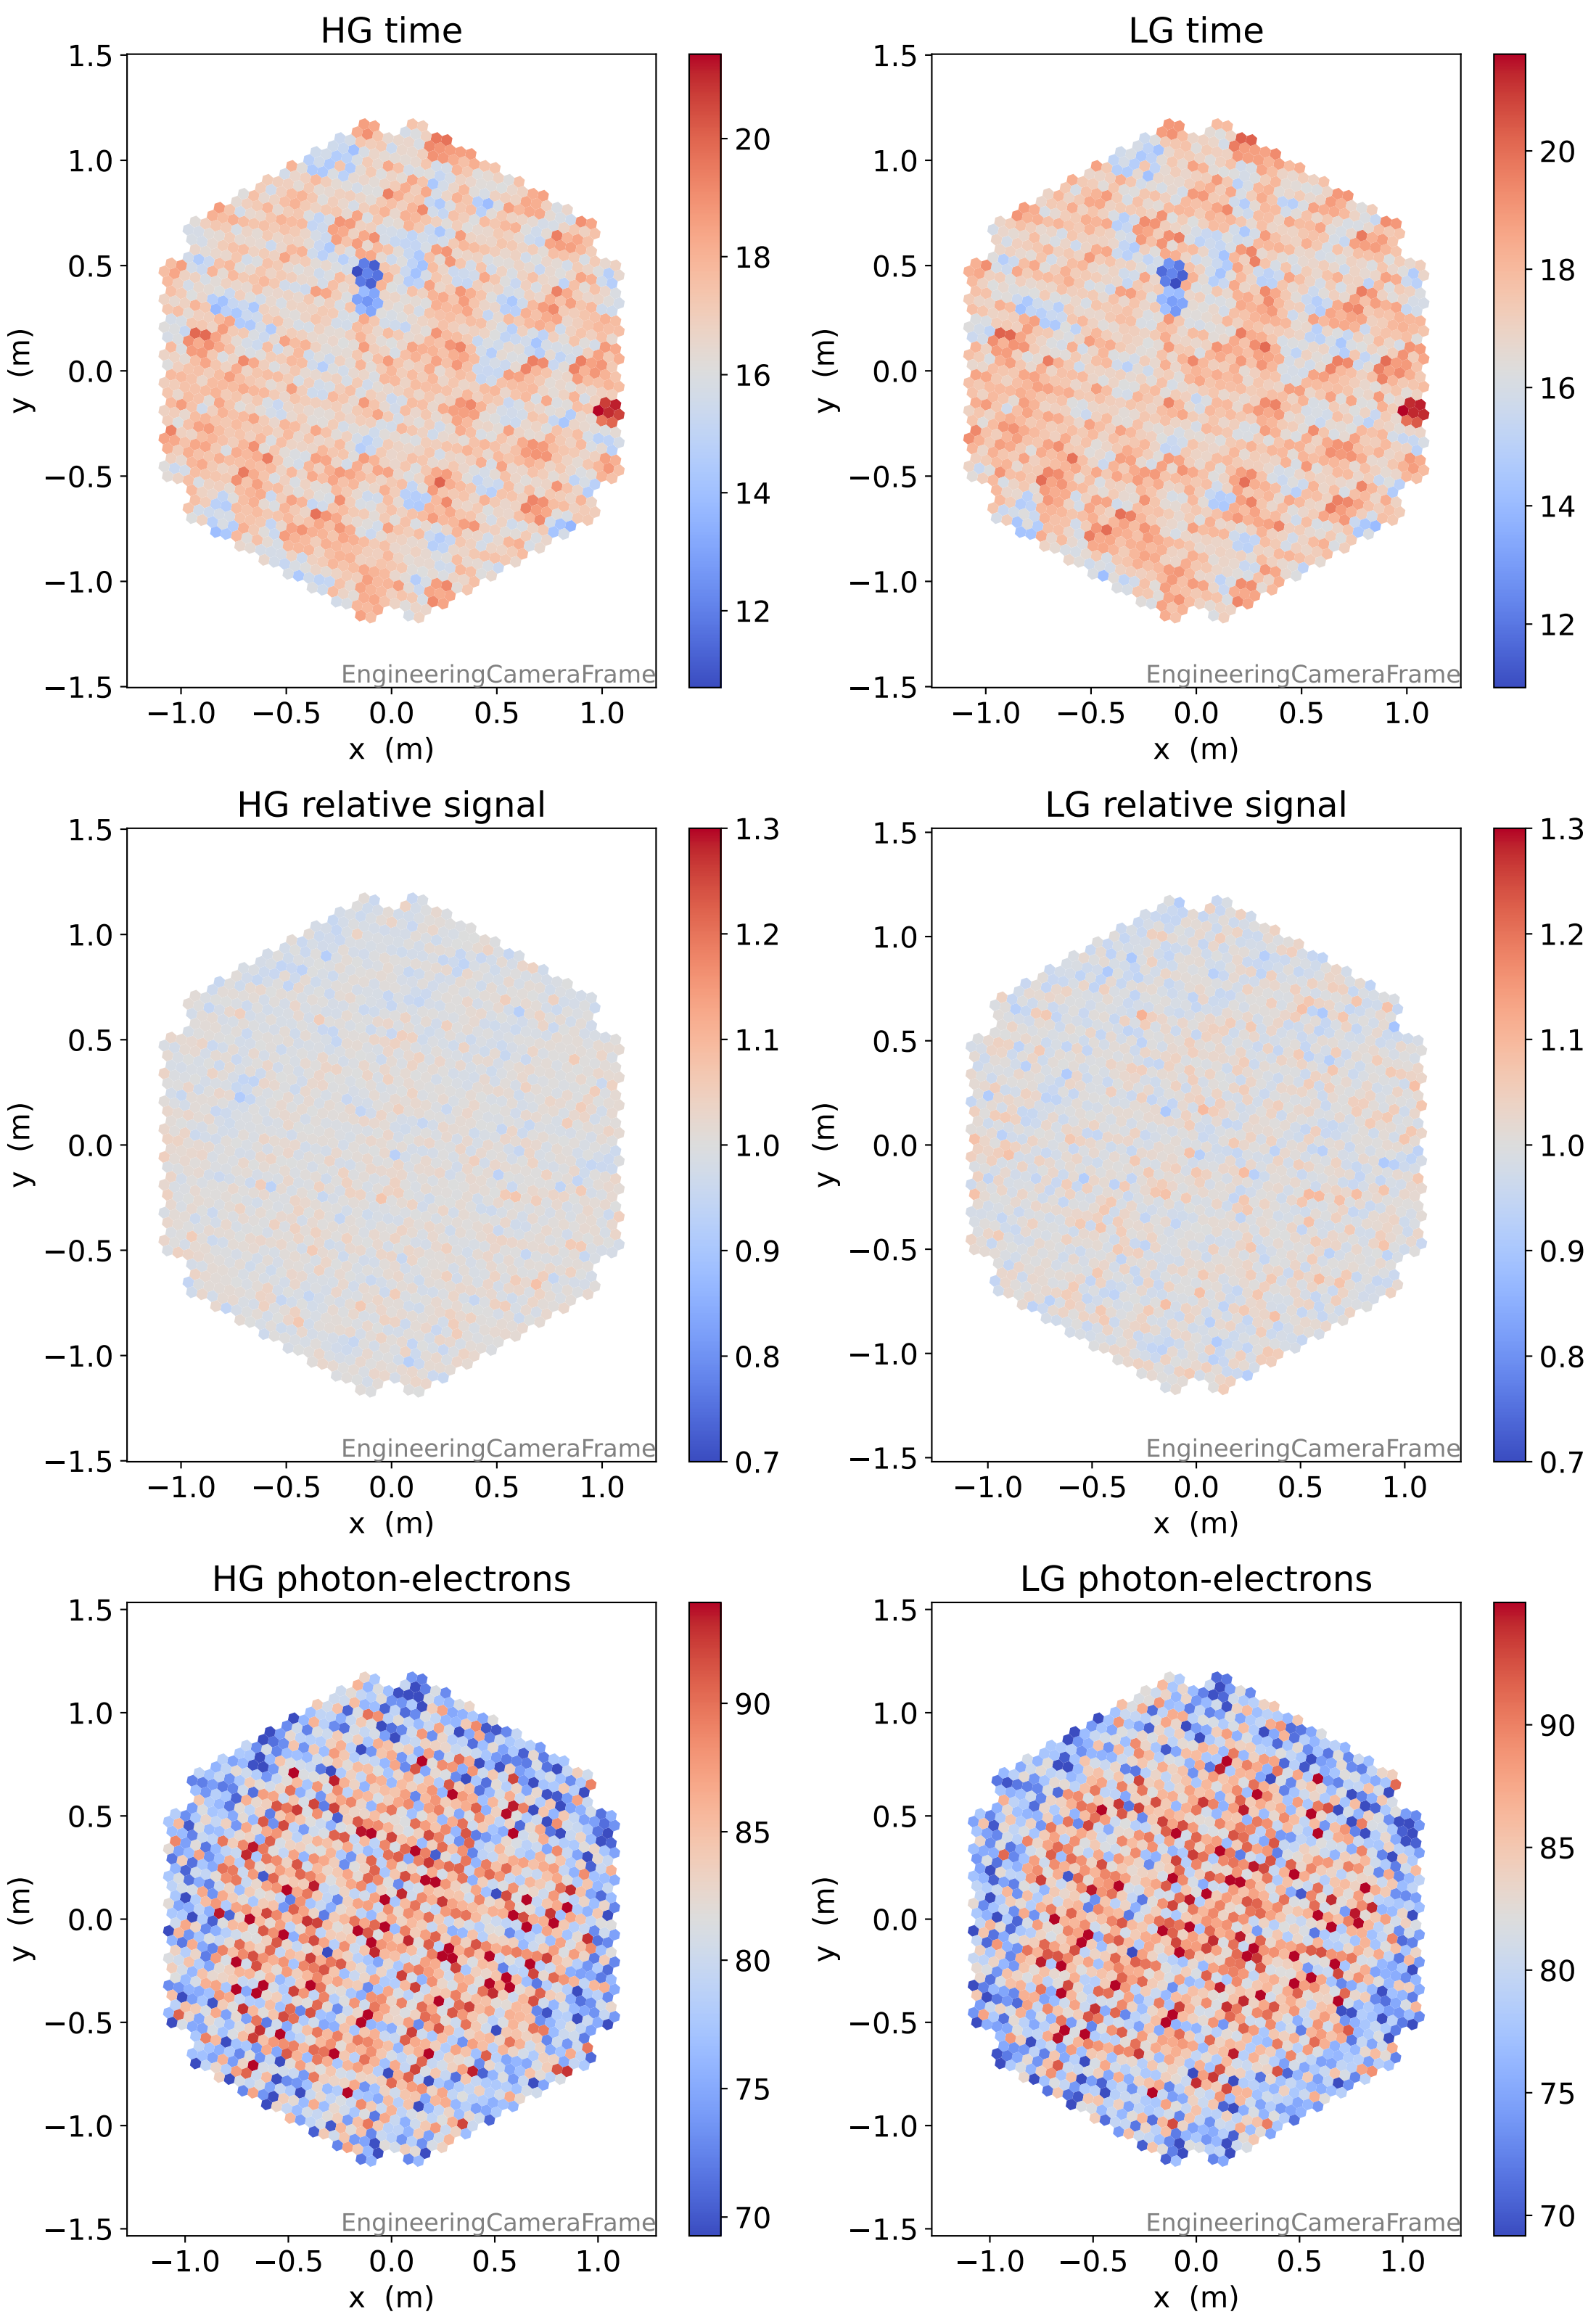 HG time
LG time
1.5
1.0
0.5
0.0
−0.5
−1.0
−1.5
y (m)
−1.0 −0.5 0.0 0.5 1.0
x (m)
EngineeringCameraFrame
20
18
16
14
12
1.5
1.0
0.5
0.0
−0.5
−1.0
−1.5
y (m)
−1.0 −0.5 0.0 0.5 1.0
x (m)
EngineeringCameraFrame
20
18
16
14
12
HG relative signal
LG relative signal
1.5
1.0
0.5
0.0
−0.5
−1.0
−1.5
y (m)
−1.0 −0.5 0.0 0.5 1.0
x (m)
EngineeringCameraFrame
1.3
1.2
1.1
1.0
0.9
0.8
0.7
1.5
1.0
0.5
0.0
−0.5
−1.0
−1.5
y (m)
−1.0 −0.5 0.0 0.5 1.0
x (m)
EngineeringCameraFrame
1.3
1.2
1.1
1.0
0.9
0.8
0.7
HG photon-electrons
LG photon-electrons
1.5
1.0
0.5
0.0
−0.5
−1.0
−1.5
y (m)
−1.0 −0.5 0.0 0.5 1.0
x (m)
EngineeringCameraFrame
90
85
80
75
70
1.5
1.0
0.5
0.0
−0.5
−1.0
−1.5
y (m)
−1.0 −0.5 0.0 0.5 1.0
x (m)
EngineeringCameraFrame
90
85
80
75
70